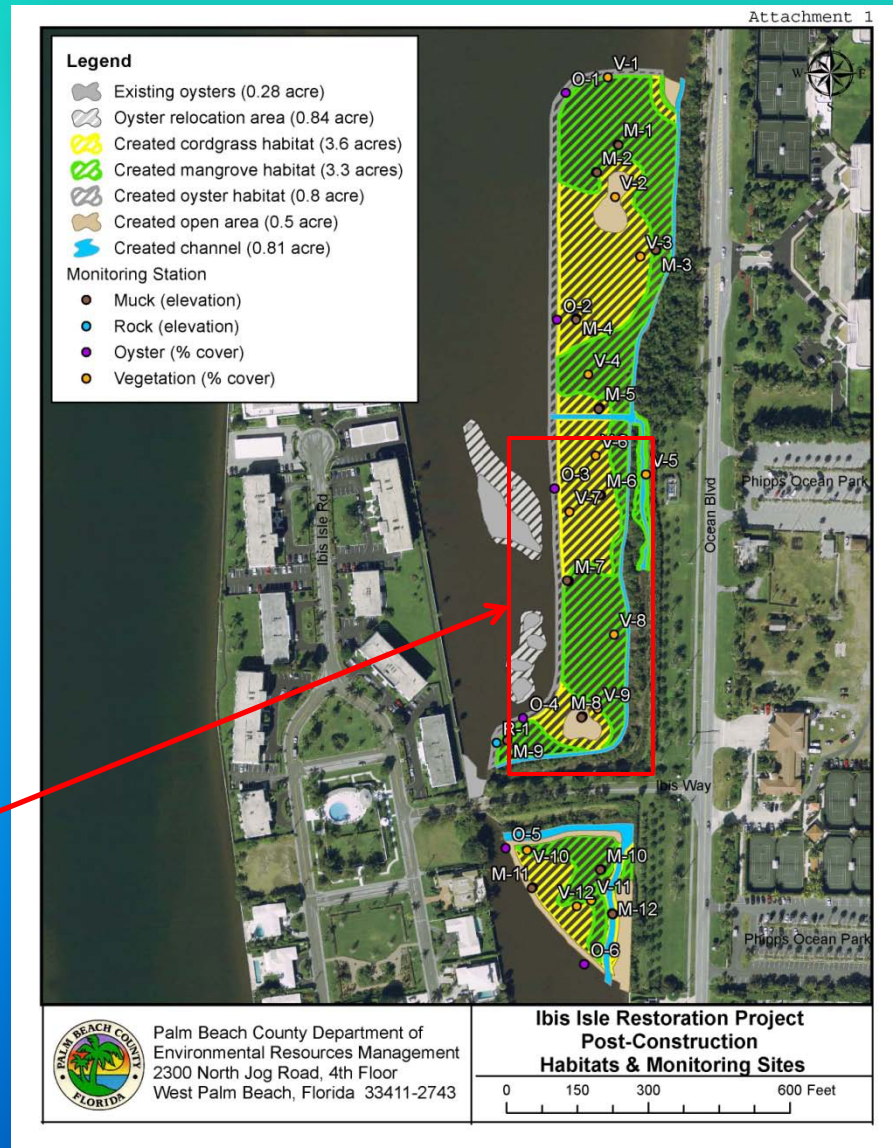 Attachment 1
Legend
Existing oysters (0.28 acre)
Oyster relocation area (0.84 acre)
Created cordgrass habitat (3.6 acres)
Created mangrove habitat (3.3 acres)
Created oyster habitat (0.8 acre)
Created open area (0.5 acre)
Created channel (0.81 acre)
Monitoring Station
Muck (elevation)
Rock (elevation)
Oyster (% cover)
Vegetation (% cover)
N
W E
S
V-1
O-1
M-1
M-2
V-2
V-3
M-3
O-2
M-4
V-4
M-5
V-6
V-5
O-3
M-6
V-7
M-7
V-8
V-9
M-8
O-4
R-1
M-9
O-5
V-10
M-10
M-11
V-11
V-12
M-12
O-6
Ibis Isle Rd
Ocean Blvd
Phipps Ocean Park
Ibis Way
Phipps Ocean Park
PALM BEACH COUNTY
FLORIDA
Palm Beach County Department of
Environmental Resources Management
2300 North Jog Road, 4th Floor
West Palm Beach, Florida 33411-2743
Ibis Isle Restoration Project
Post-Construction
Habitats & Monitoring Sites
0 150 300 600 Feet